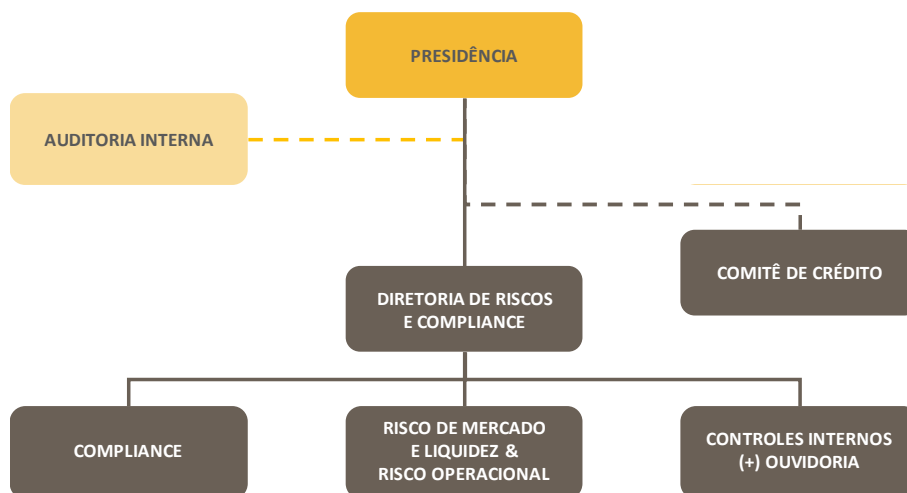 PRESIDÊNCIA
AUDITORIA INTERNA
COMITÊ DE CRÉDITO
DIRETORIA DE RISCOS
E COMPLIANCE
COMPLIANCE
RISCO DE MERCADO
E LIQUIDEZ &
RISCO OPERACIONAL
CONTROLES INTERNOS
(+) OUVIDORIA